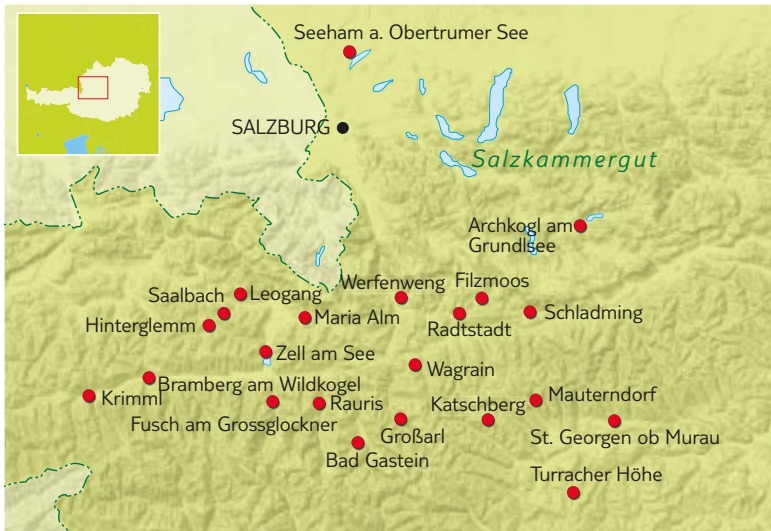 Seeham a. Obertrumer See
SALZBURG
Salzkammergut
Archkogl am
Grundlsee
Werfenweng
Filzmoos
Saalbach
Leogang
Hinterglemm
Maria Alm
Radtstadt
Schladming
Zell am See
Wagrain
Bramberg am Wildkogel
Krimml
Rauris
Katschberg
Mauterndorf
Fusch am Grossglockner
Großarl
St. Georgen ob Murau
Bad Gastein
Turracher Höhe